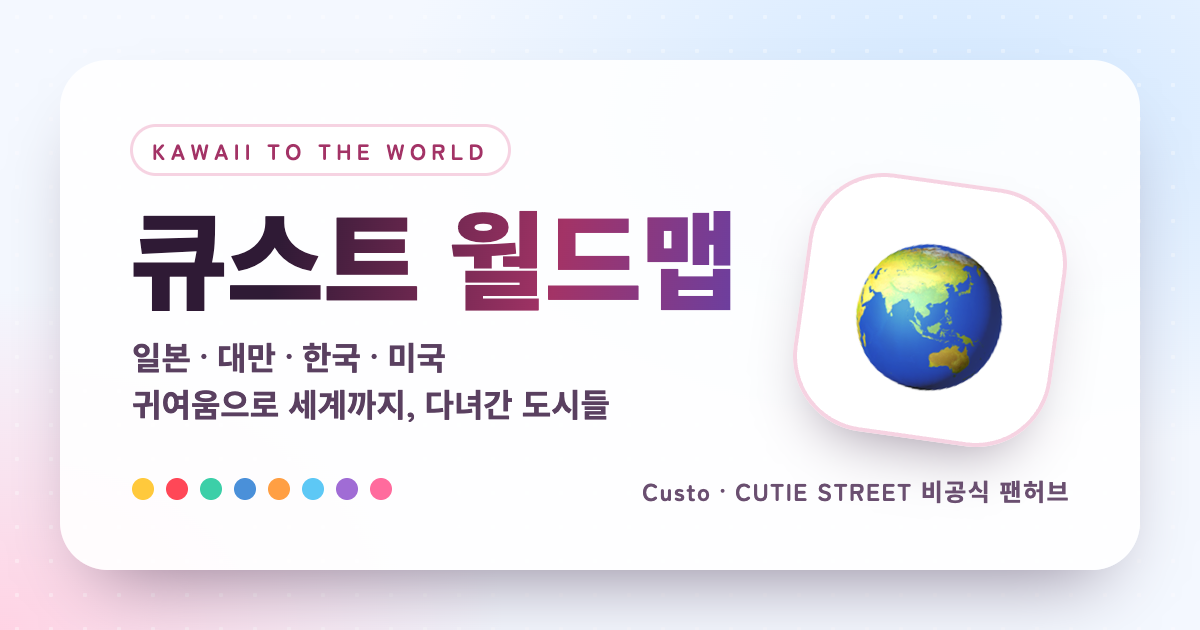 KAWAII TO THE WORLD
큐스트 월드맵
일본 · 대만 · 한국 · 미국
귀여움으로 세계까지, 다녀간 도시들
Custo · CUTIE STREET 비공식 팬허브